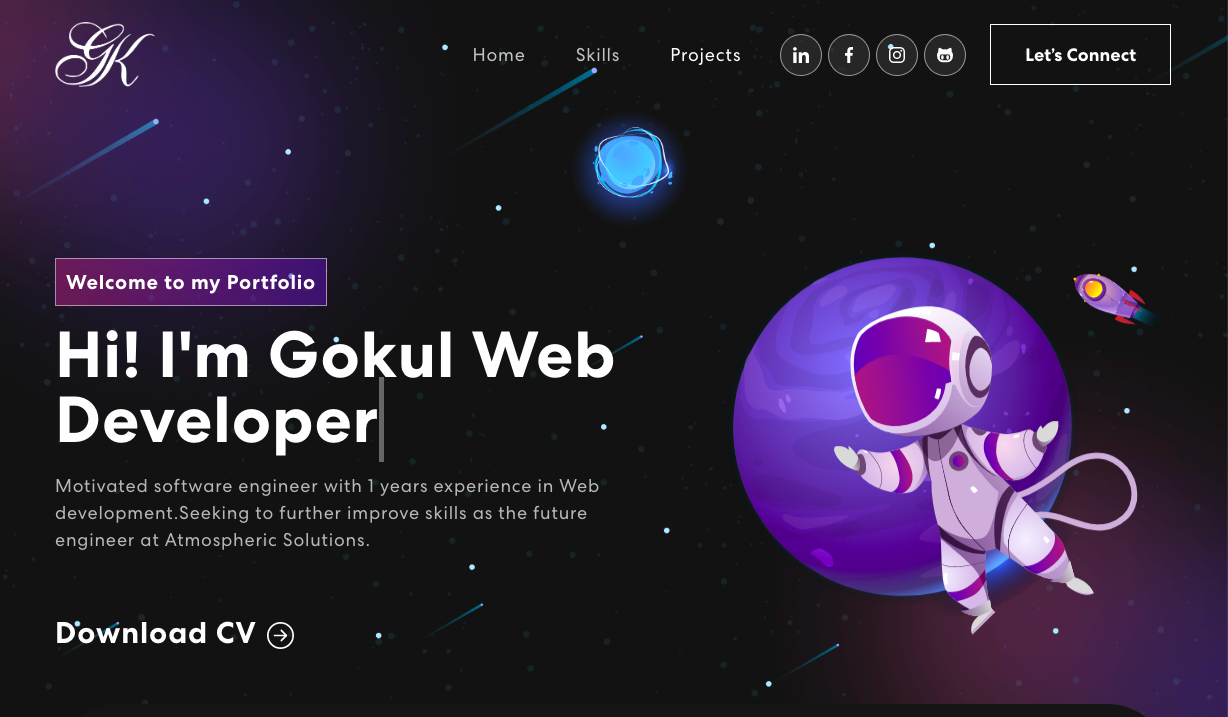 GK
Home Skills Projects in f Let's Connect
Welcome to my Portfolio
Hi! I'm Gokul Web
Developer
Motivated software engineer with 1 years experience in Web
development.Seeking to further improve skills as the future
engineer at Atmospheric Solutions.
Download CV